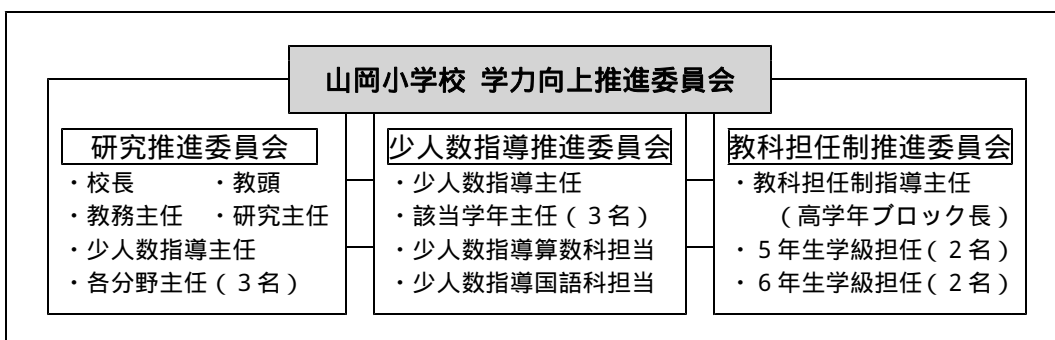 山岡小学校 学力向上推進委員会
研究推進委員会
・校長 ・教頭
・教務主任 ・研究主任
・少人数指導主任
・各分野主任(3名)
少人数指導推進委員会
・少人数指導主任
・該当学年主任(3名)
・少人数指導算数科担当
・少人数指導国語科担当
教科担任制推進委員会
・教科担任制指導主任
(高学年ブロック長)
・5年生学級担任(2名)
・6年生学級担任(2名)